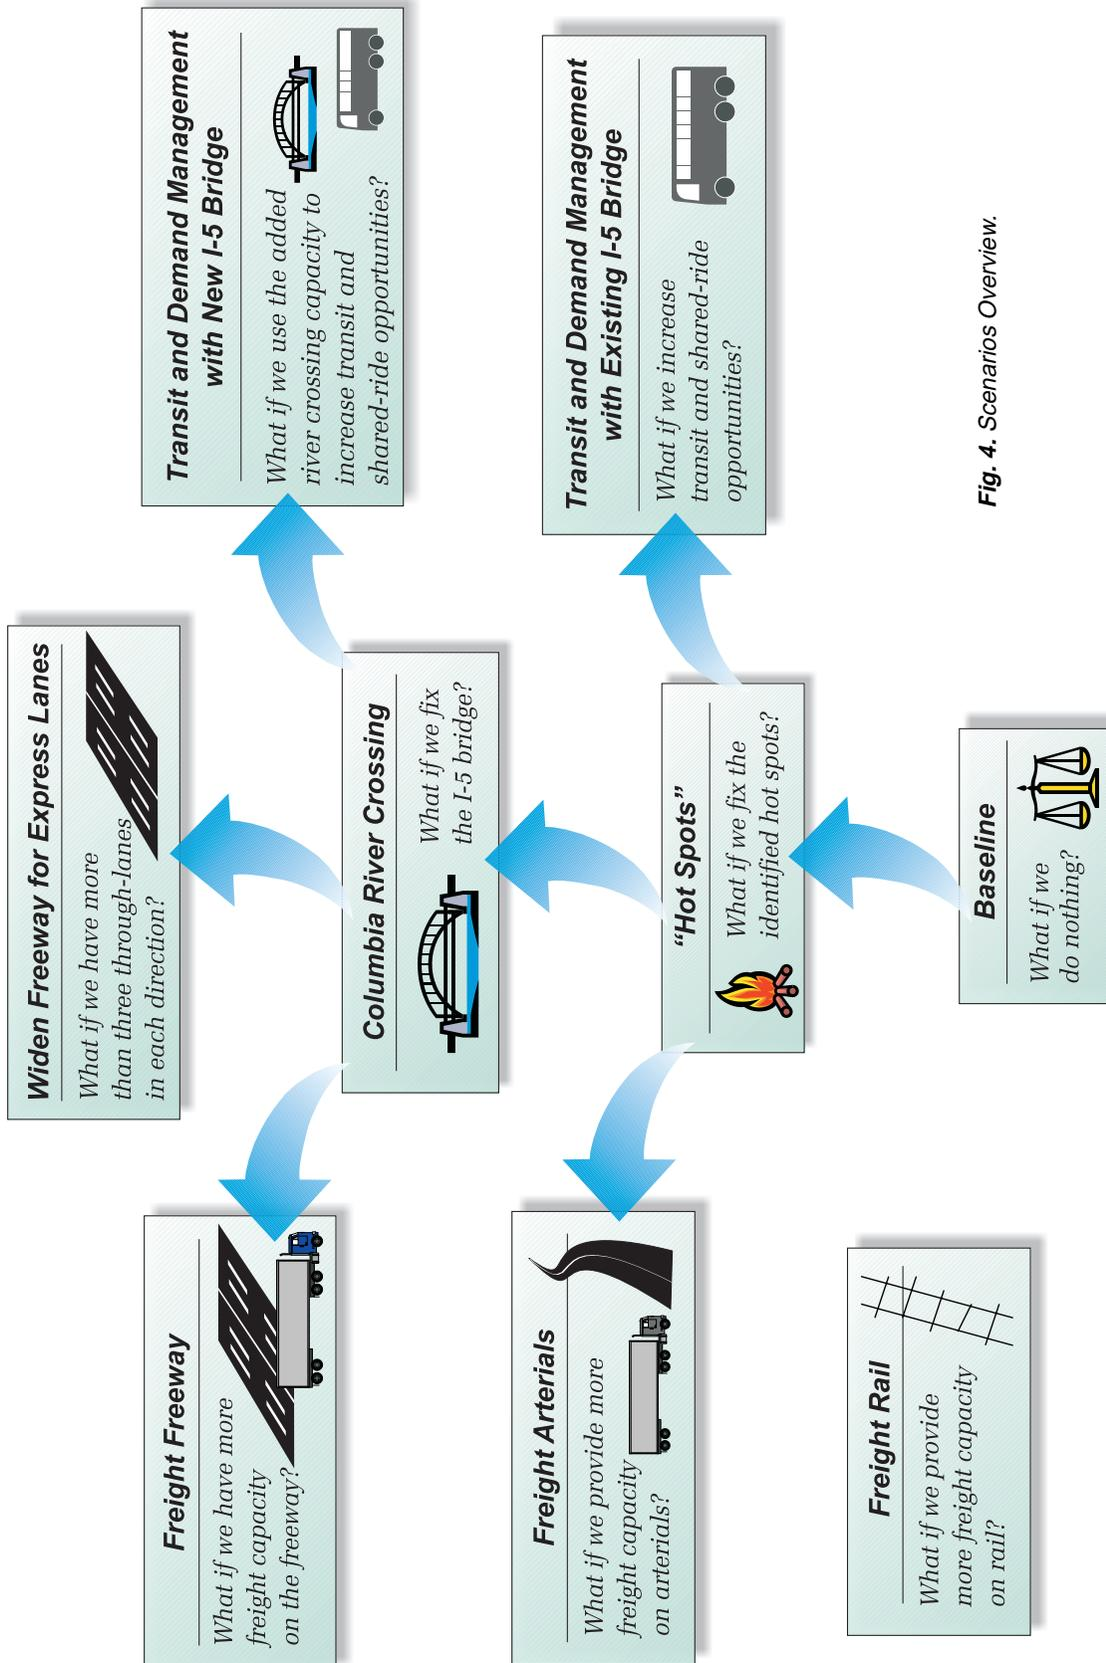 Widen Freeway for Express Lanes
What if we have more
than three through-lanes
in each direction?
Freight Freeway
What if we have more
freight capacity
on the freeway?
Transit and Demand Management
with New I-5 Bridge
What if we use the added
river crossing capacity to
increase transit and
shared-ride opportunities?
Columbia River Crossing
What if we fix
the I-5 bridge?
Freight Arterials
What if we provide more
freight capacity
on arterials?
Transit and Demand Management
with Existing I-5 Bridge
What if we increase
transit and shared-ride
opportunities?
“Hot Spots”
What if we fix the
identified hot spots?
Freight Rail
What if we provide
more freight capacity
on rail?
Baseline
What if we
do nothing?
Fig. 4. Scenarios Overview.